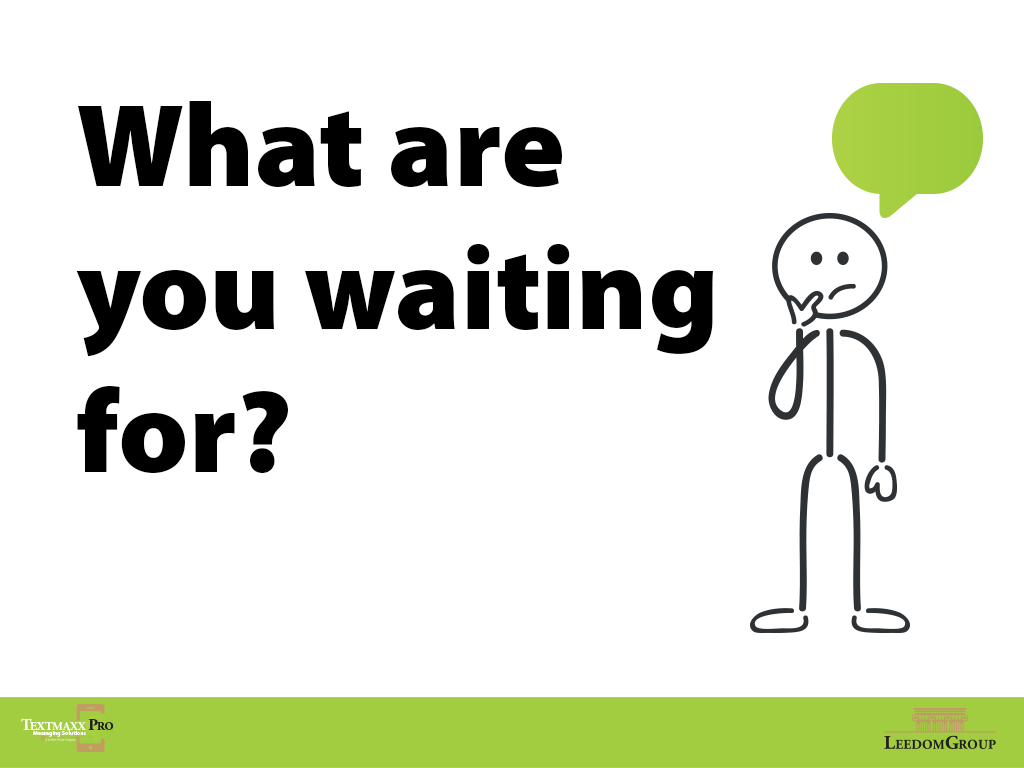 What are
you waiting
for?
TEXTMAXX PRO
Messaging Solutions
LEEDOMGROUP